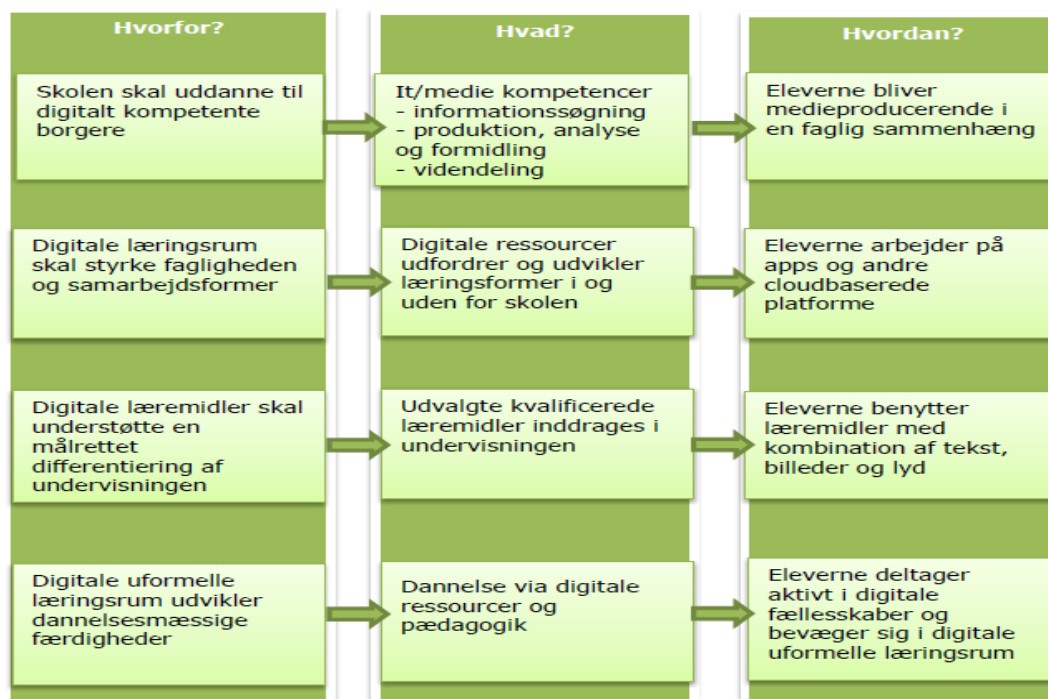 Hvorfor?
Hvad?
Hvordan?
Skolen skal uddanne til
digitalt kompetente
borgere
It/medie kompetencer
- informationssøgning
- produktion, analyse
og formidling
- videndeling
Eleverne bliver
medieproducerende i
en faglig sammenhæng
Digitale læringsrum
skal styrke fagligheden
og samarbejdsformer
Digitale ressourcer
udfordrer og udvikler
læringsformer i og
uden for skolen
Eleverne arbejder på
apps og andre
cloudbaserede
platforme
Digitale læremidler skal
understøtte en
målrettet
differentiering af
undervisningen
Udvalgte kvalificerede
læremidler inddrages i
undervisningen
Eleverne benytter
læremidler med
kombination af tekst,
billeder og lyd
Digitale uformelle
læringsrum udvikler
dannelsesmæssige
færdigheder
Dannelse via digitale
ressourcer og
pædagogik
Eleverne deltager
aktivt i digitale
fællesskaber og
bevæger sig i digitale
uformelle læringsrum